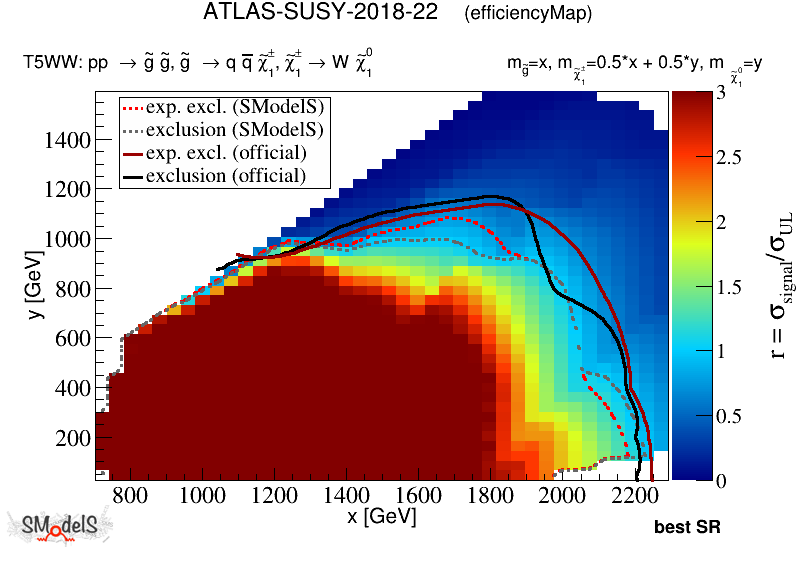 ATLAS-SUSY-2018-22 (efficiencyMap)
T5WW: pp → g̃ g̃, g̃ → q q̅ χ̃₁^±, χ̃₁^± → W χ̃₁^0 m_g̃=x, m_χ̃₁^±=0.5*x + 0.5*y, m_χ̃₁^0=y
exp. excl. (SModelS)
exclusion (SModelS)
exp. excl. (official)
exclusion (official)
y [GeV]
1400
1200
1000
800
600
400
200
800 1000 1200 1400 1600 1800 2000 2200
x [GeV]
3
2.5
2
1.5
1
0.5
0
r = σ_signal/σ_UL
SModelS
best SR